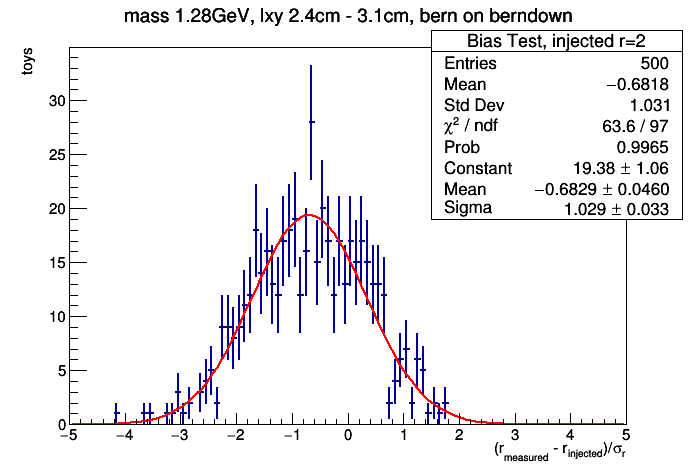 mass 1.28GeV, lxy 2.4cm - 3.1cm, bern on berndown
Bias Test, injected r=2
Entries 500
Mean −0.6818
Std Dev 1.031
χ² / ndf 63.6 / 97
Prob 0.9965
Constant 19.38 ± 1.06
Mean −0.6829 ± 0.0460
Sigma 1.029 ± 0.033
toys
30
25
20
15
10
5
0
−5 −4 −3 −2 −1 0 1 2 3 4 5
(r_measured - r_injected)/σ_r